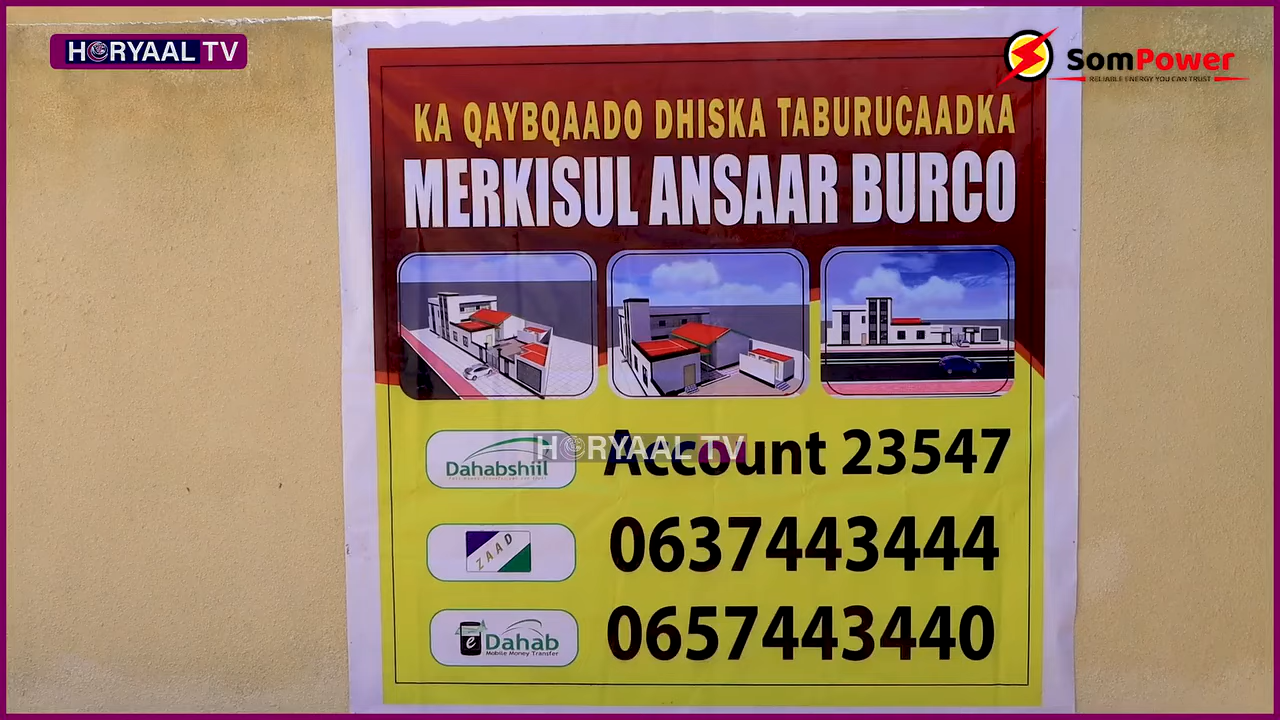 HORYAAL TV
SomPower
RELIABLE ENERGY YOU CAN TRUST
KA QAYBQAADO DHISKA TABURUCAADKA
MERKISUL ANSAAR BURCO
HORYAAL TV
Dahabshiil
Account 23547
ZAAD
0637443444
e Dahab
Mobile Money Transfer
0657443440